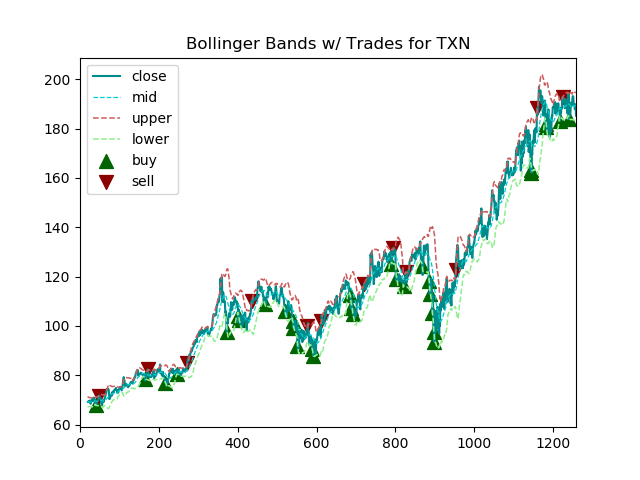 Bollinger Bands w/ Trades for TXN
close
mid
upper
lower
buy
sell
200
180
160
140
120
100
80
60
0 200 400 600 800 1000 1200